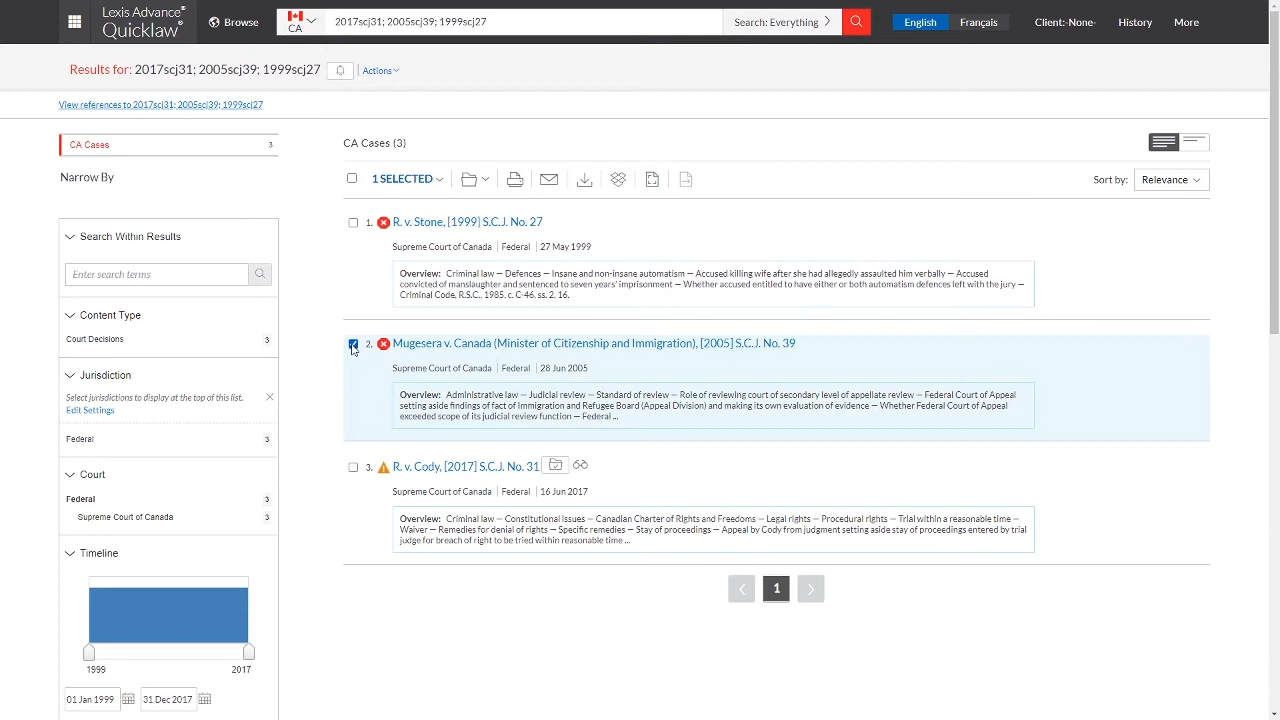 Lexis Advance®
Quicklaw®
Browse
CA
2017scj31; 2005scj39; 1999scj27
Search: Everything
English
Français
Client:-None-
History
More
Results for: 2017scj31; 2005scj39; 1999scj27
Actions
View references to 2017scj31; 2005scj39; 1999scj27
CA Cases 3
Narrow By
Search Within Results
Enter search terms
Content Type
Court Decisions 3
Jurisdiction
Select jurisdictions to display at the top of this list.
Edit Settings
Federal 3
Court
Federal 3
Supreme Court of Canada 3
Timeline
1999 2017
01 Jan 1999 31 Dec 2017
CA Cases (3)
1 SELECTED
Sort by: Relevance
1. R. v. Stone, [1999] S.C.J. No. 27
Supreme Court of Canada | Federal | 27 May 1999
Overview: Criminal law — Defences — Insane and non-insane automatism — Accused killing wife after she had allegedly assaulted him verbally — Accused
convicted of manslaughter and sentenced to seven years' imprisonment — Whether accused entitled to have either or both automatism defences left with the jury —
Criminal Code, R.S.C., 1985, c. C-46, ss. 2, 16.
2. Mugesera v. Canada (Minister of Citizenship and Immigration), [2005] S.C.J. No. 39
Supreme Court of Canada | Federal | 28 Jun 2005
Overview: Administrative law — Judicial review — Standard of review — Role of reviewing court of secondary level of appellate review — Federal Court of Appeal
setting aside findings of fact of Immigration and Refugee Board (Appeal Division) and making its own evaluation of evidence — Whether Federal Court of Appeal
exceeded scope of its judicial review function — Federal ...
3. R. v. Cody, [2017] S.C.J. No. 31
Supreme Court of Canada | Federal | 16 Jun 2017
Overview: Criminal law — Constitutional issues — Canadian Charter of Rights and Freedoms — Legal rights — Procedural rights — Trial within a reasonable time —
Waiver — Remedies for denial of rights — Specific remedies — Stay of proceedings — Appeal by Cody from judgment setting aside stay of proceedings entered by trial
judge for breach of right to be tried within reasonable time ...
1